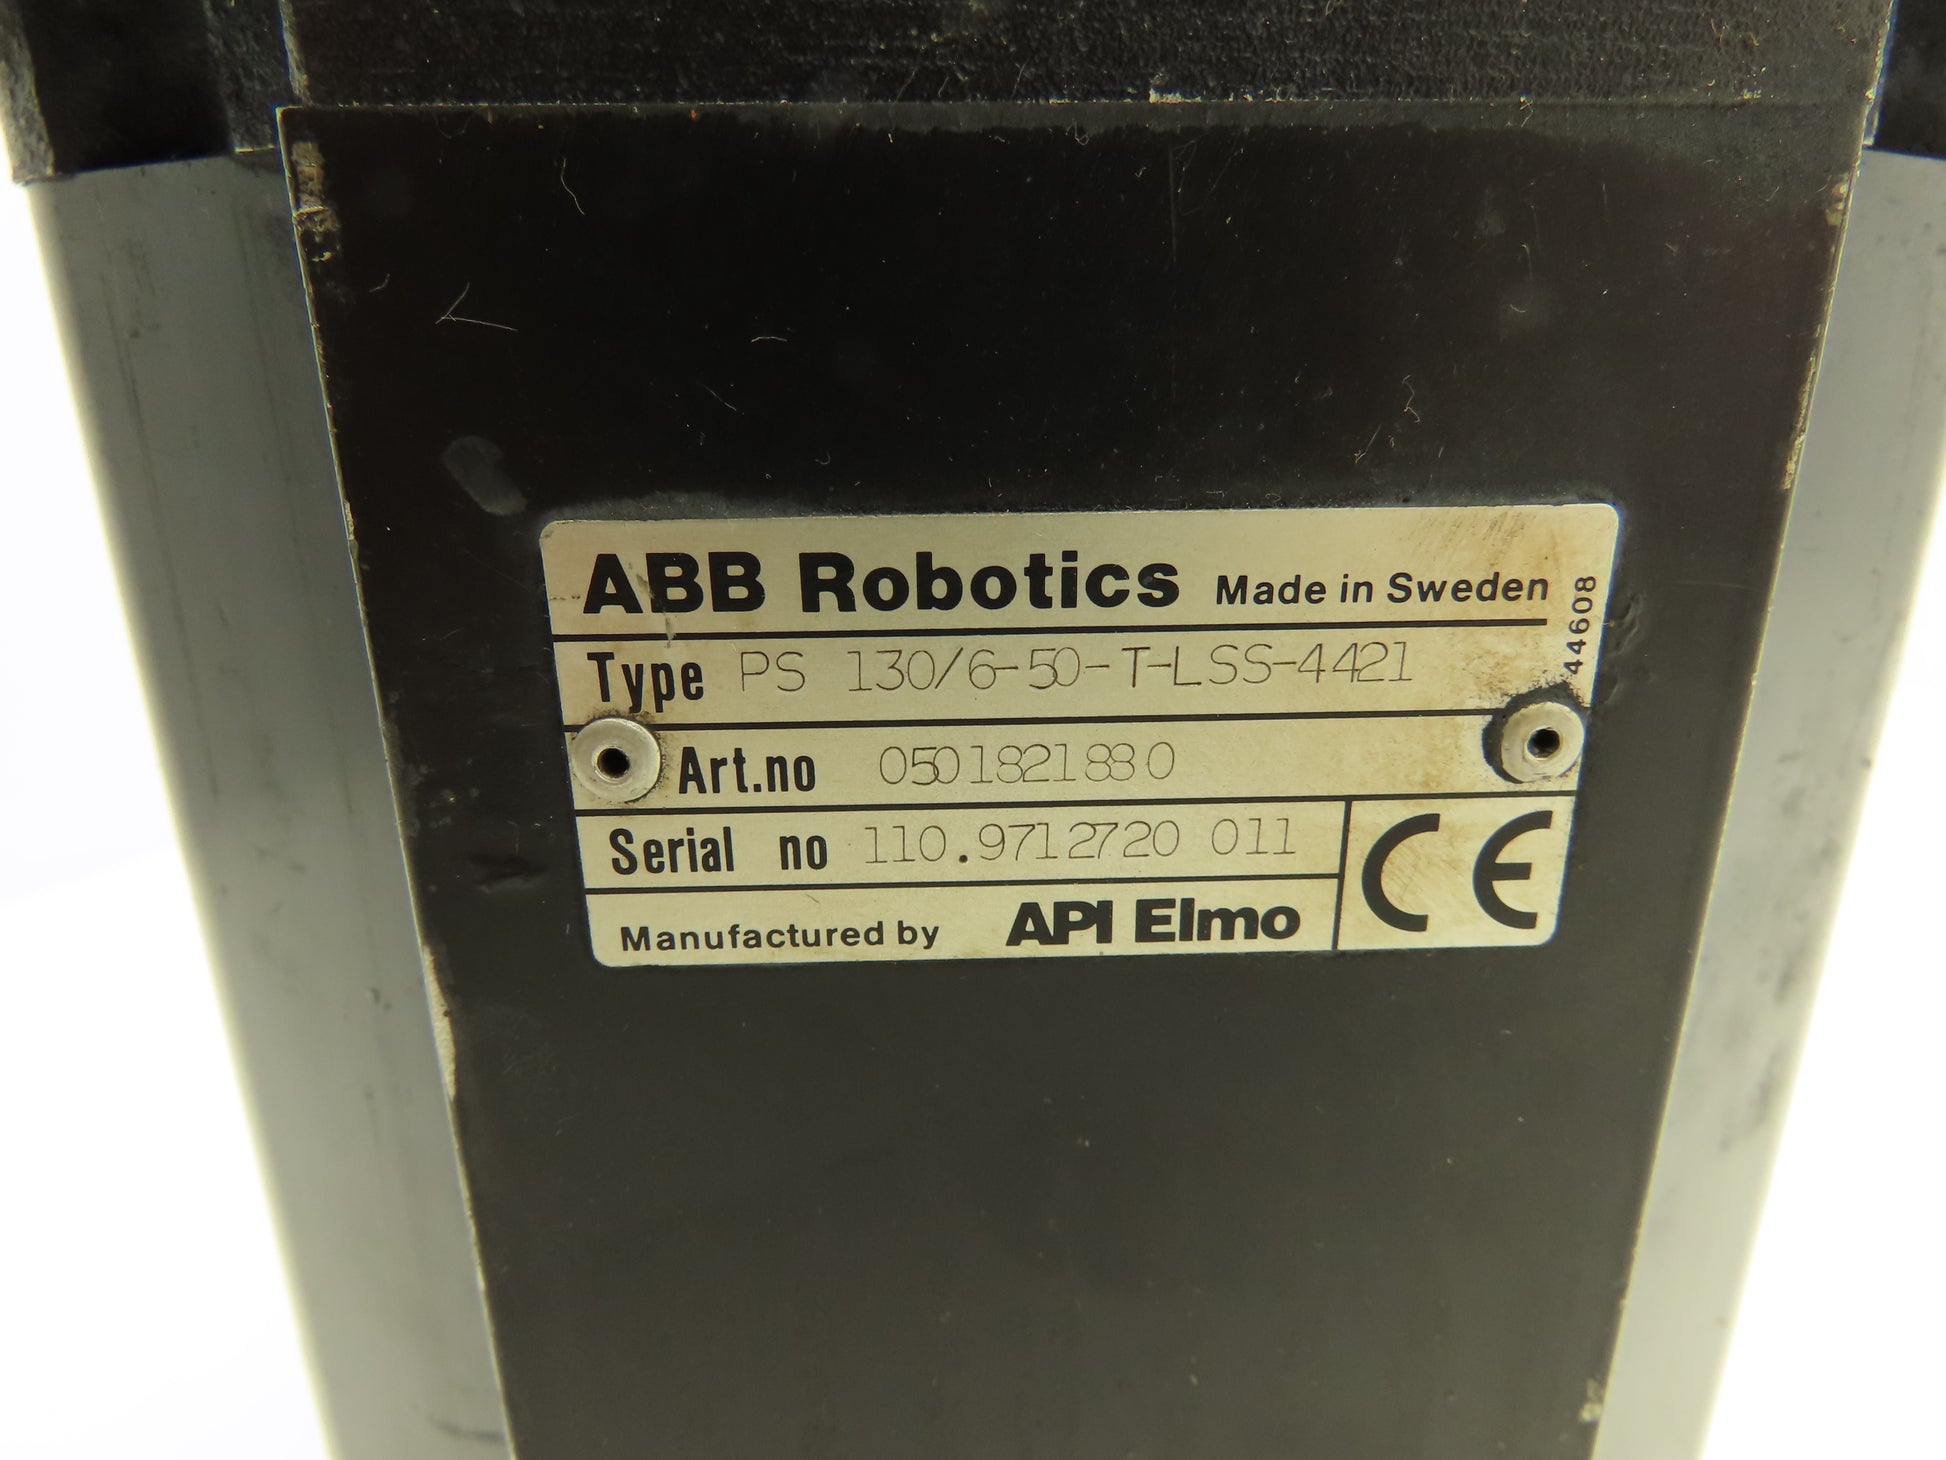 ABB Robotics Made in Sweden
44608
Type PS 130/6-50-T-LSS-4421
Art.no 0501821880
Serial no 110.9712720 011
Manufactured by API Elmo
CE